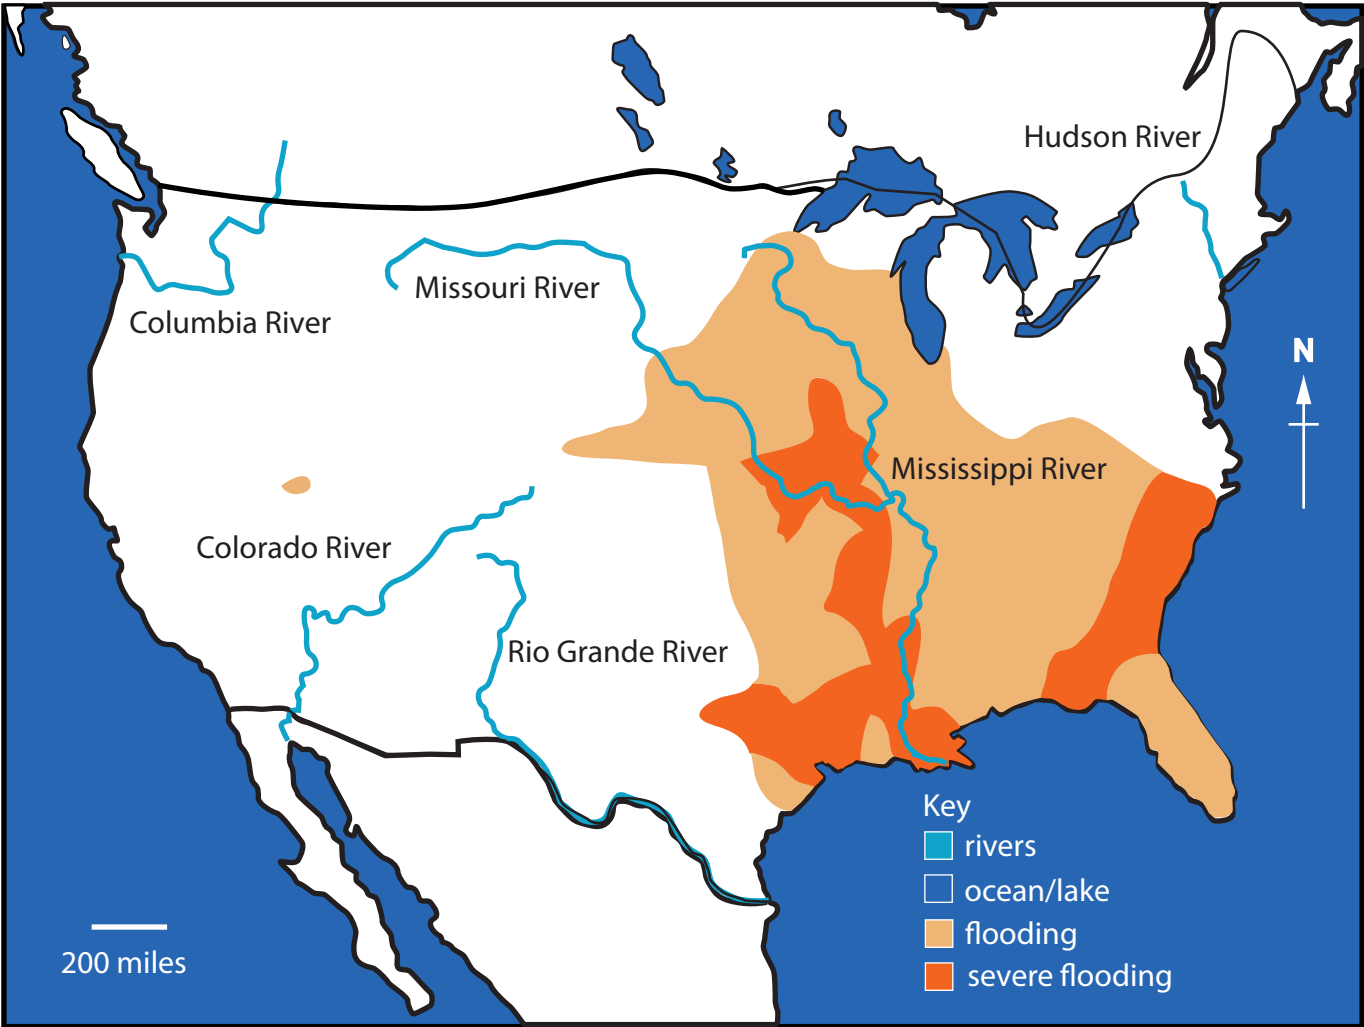 Hudson River
Missouri River
Columbia River
N
Mississippi River
Colorado River
Rio Grande River
Key
rivers
ocean/lake
flooding
severe flooding
200 miles